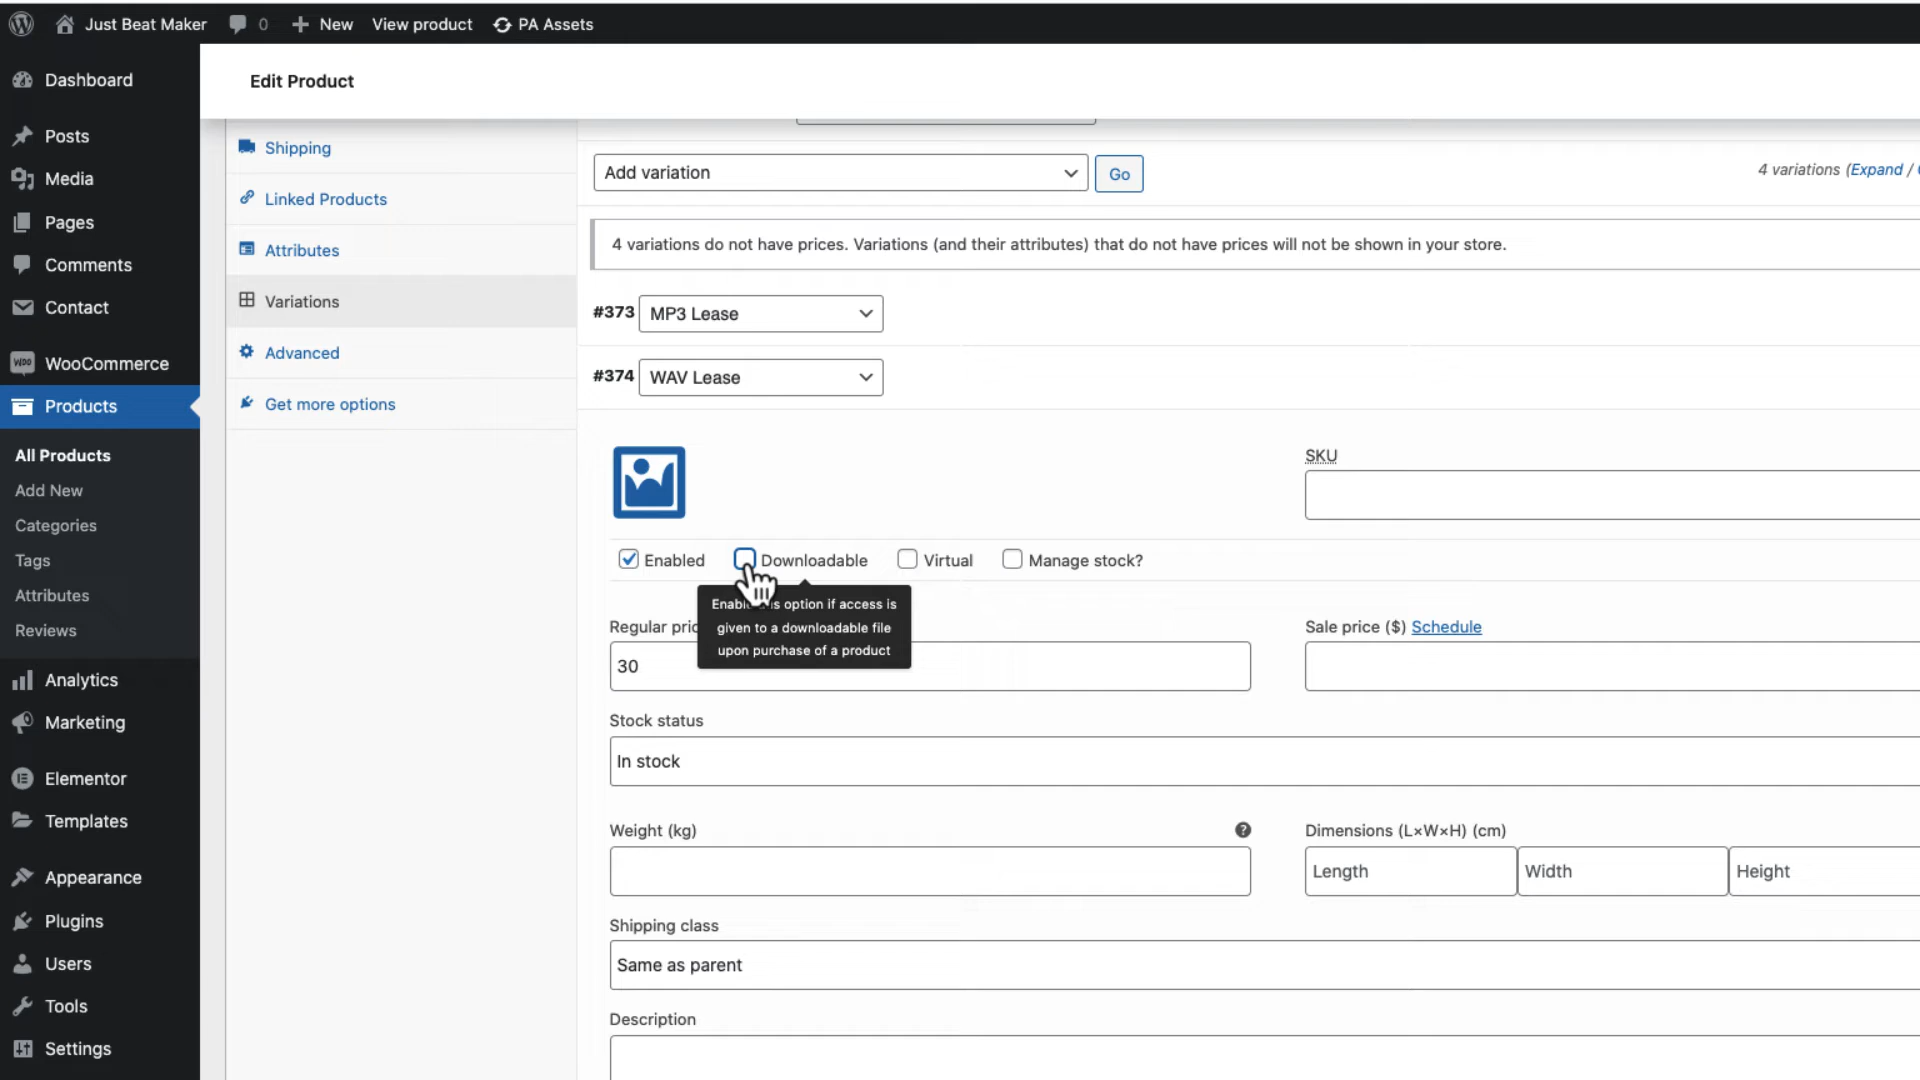 Just Beat Maker 0 New View product PA Assets
Edit Product
Dashboard
Posts
Media
Pages
Comments
Contact
WooCommerce
Products
All Products
Add New
Categories
Tags
Attributes
Reviews
Analytics
Marketing
Elementor
Templates
Appearance
Plugins
Users
Tools
Settings
Shipping
Linked Products
Attributes
Variations
Advanced
Get more options
Add variation
Go
4 variations (Expand /
4 variations do not have prices. Variations (and their attributes) that do not have prices will not be shown in your store.
#373 MP3 Lease
#374 WAV Lease
SKU
Enabled Downloadable Virtual Manage stock?
option if access is
given to a downloadable file
upon purchase of a product
Regular
30
Sale price ($) Schedule
Stock status
In stock
Weight (kg)
Dimensions (L×W×H) (cm)
Length Width Height
Shipping class
Same as parent
Description